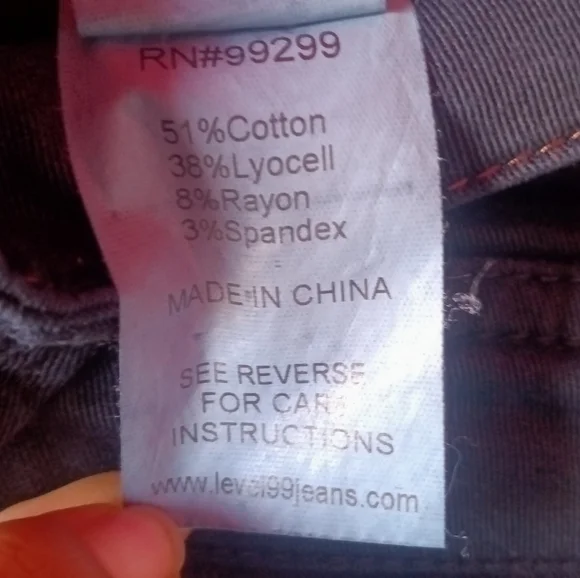 RN#99299
51%Cotton
38%Lyocell
8%Rayon
3%Spandex
MADE IN CHINA
SEE REVERSE
FOR CARE
INSTRUCTIONS
www.level99jeans.com